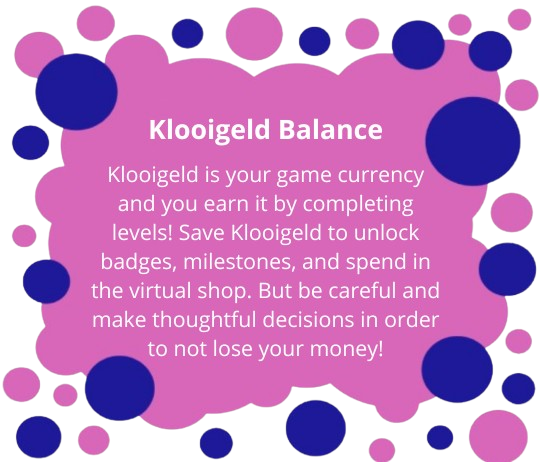 Klooigeld Balance
Klooigeld is your game currency
and you earn it by completing
levels! Save Klooigeld to unlock
badges, milestones, and spend in
the virtual shop. But be careful and
make thoughtful decisions in order
to not lose your money!